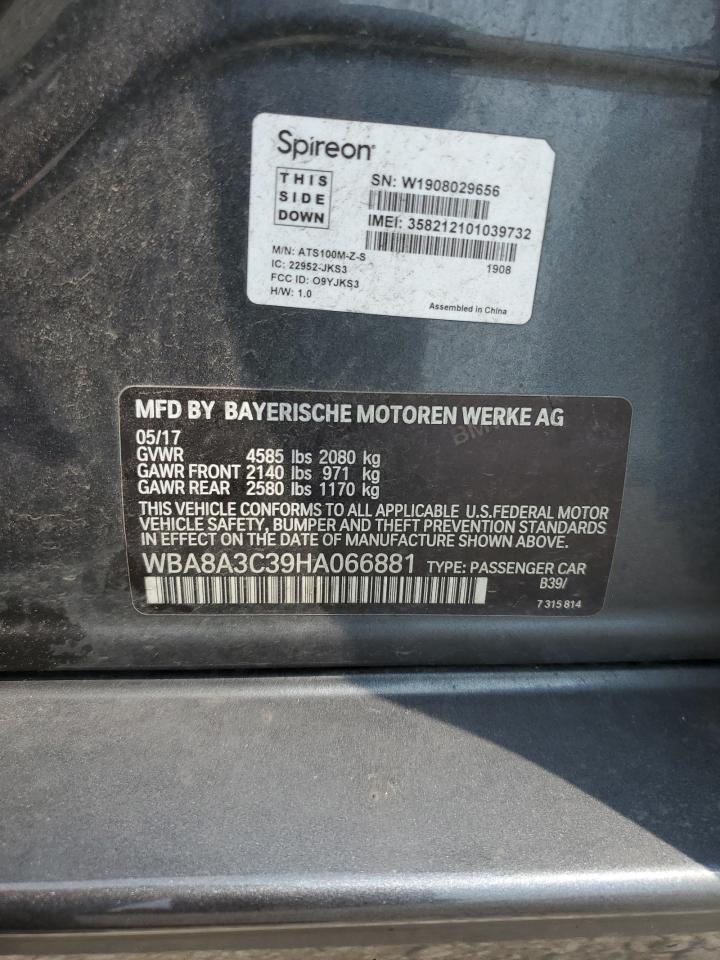 Spireon
THIS
SIDE
DOWN
SN: W1908029656
IMEI: 358212101039732
1908
M/N: ATS100M-Z-S
IC: 22952-JKS3
FCC ID: O9YJKS3
H/W: 1.0
Assembled in China
MFD BY BAYERISCHE MOTOREN WERKE AG
05/17
GVWR 4585 lbs 2080 kg
GAWR FRONT 2140 lbs 971 kg
GAWR REAR 2580 lbs 1170 kg
THIS VEHICLE CONFORMS TO ALL APPLICABLE U.S.FEDERAL MOTOR
VEHICLE SAFETY, BUMPER AND THEFT PREVENTION STANDARDS
IN EFFECT ON THE DATE OF MANUFACTURE SHOWN ABOVE.
WBA8A3C39HA066881 TYPE: PASSENGER CAR
B39/
7 315 814